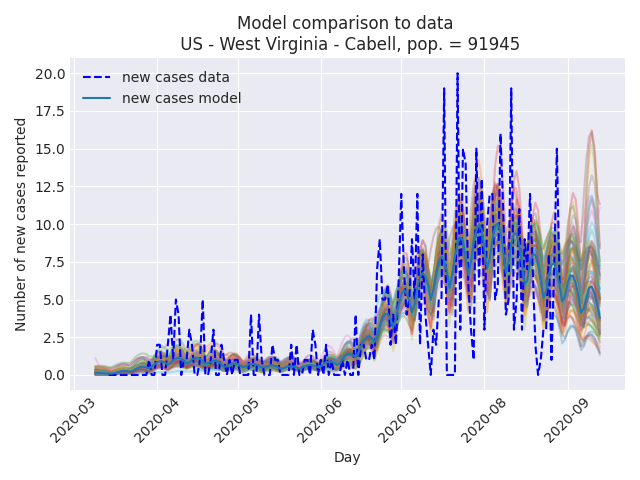 Model comparison to data
US - West Virginia - Cabell, pop. = 91945
new cases data
new cases model
Number of new cases reported
20.0
17.5
15.0
12.5
10.0
7.5
5.0
2.5
0.0
2020-03
2020-04
2020-05
2020-06
2020-07
2020-08
2020-09
Day